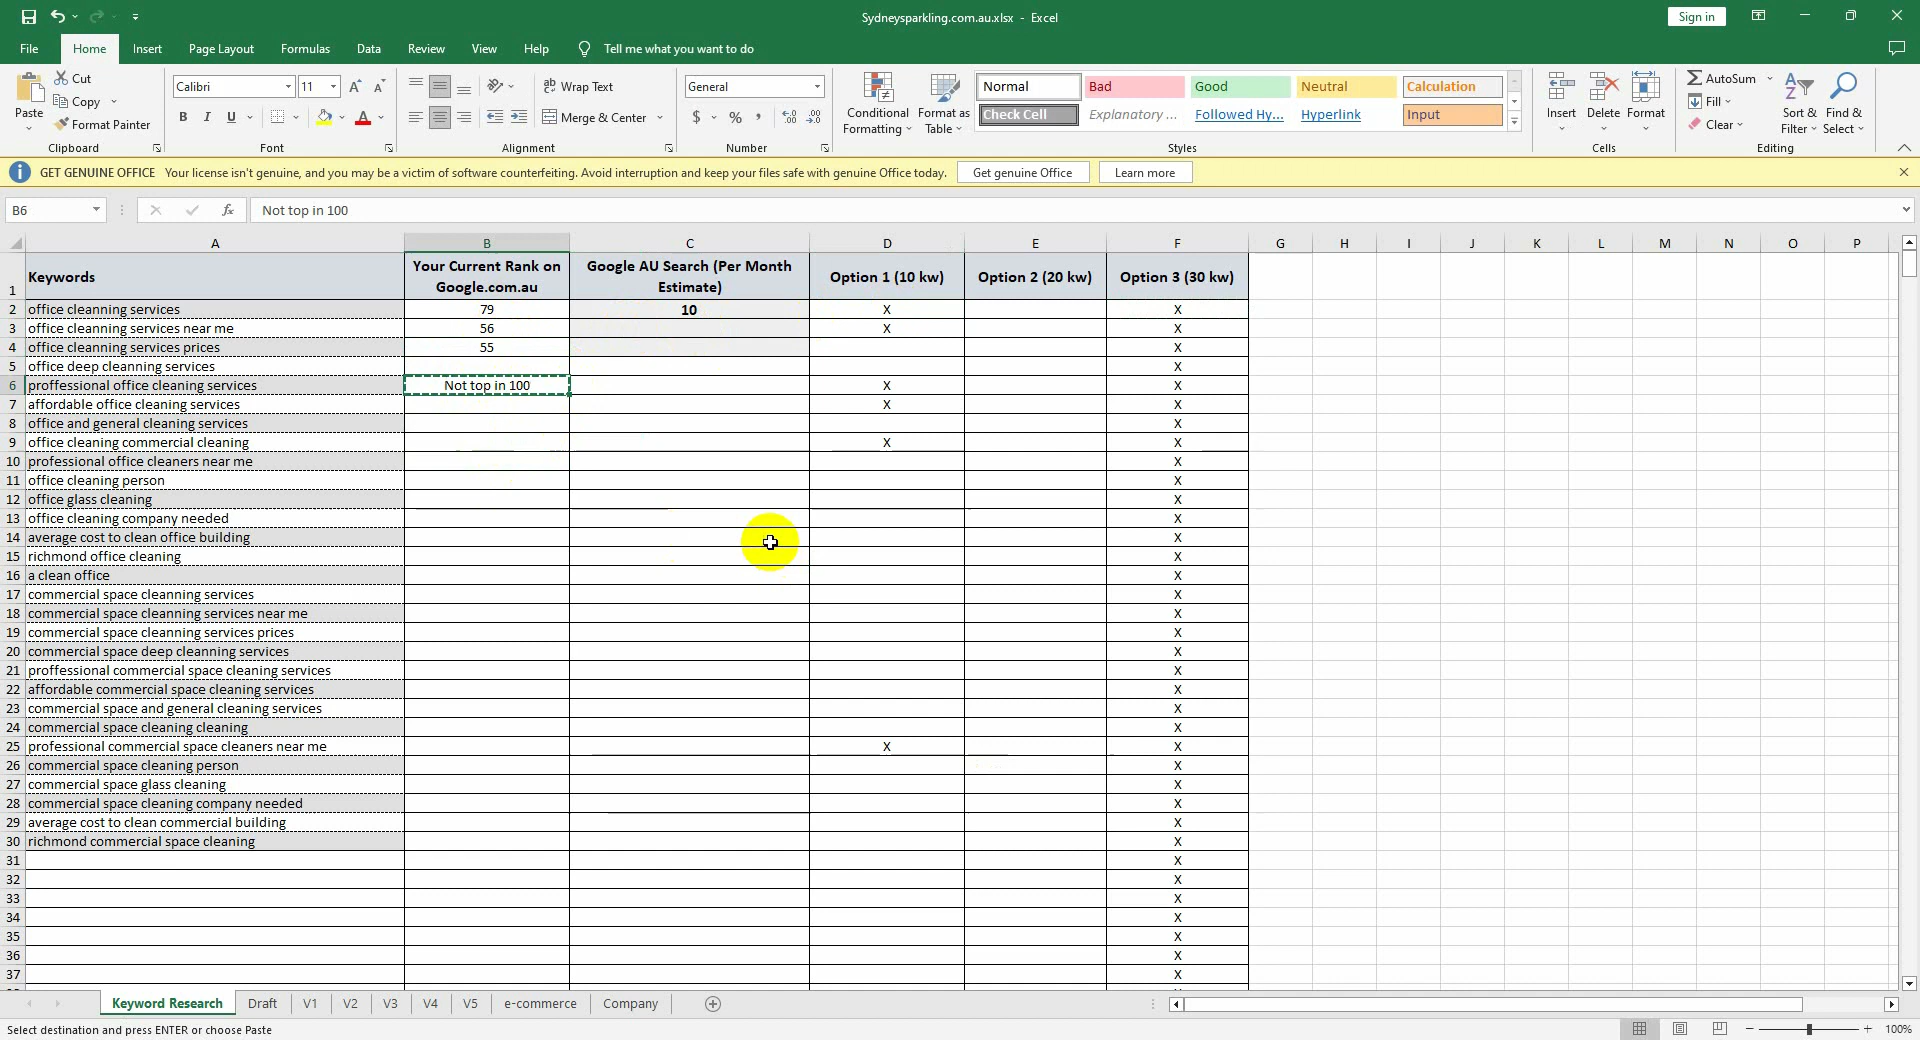 Sydneysparkling.com.au.xlsx - Excel
Sign in
File Home Insert Page Layout Formulas Data Review View Help Tell me what you want to do
Paste
Cut
Copy
Format Painter
Clipboard
Calibri 11
A A
B I U A
Font
ab Wrap Text
Merge & Center
Alignment
General
$ % ,
Number
Conditional Formatting
Format as Table
Normal Bad Good Neutral Calculation
Check Cell Explanatory ... Followed Hy... Hyperlink Input
Styles
Insert Delete Format
Cells
AutoSum
Fill
Clear
Sort & Filter
Find & Select
Editing
GET GENUINE OFFICE Your license isn't genuine, and you may be a victim of software counterfeiting. Avoid interruption and keep your files safe with genuine Office today. Get genuine Office Learn more
B6 fx Not top in 100
A B C D E F G H I J K L M N O P
1 Keywords Your Current Rank on Google.com.au Google AU Search (Per Month Estimate) Option 1 (10 kw) Option 2 (20 kw) Option 3 (30 kw)
2 office cleanning services 79 10 X X
3 office cleanning services near me 56 X X
4 office cleanning services prices 55 X
5 office deep cleanning services X
6 proffessional office cleaning services Not top in 100 X X
7 affordable office cleaning services X X
8 office and general cleaning services X
9 office cleaning commercial cleaning X X
10 professional office cleaners near me X
11 office cleaning person X
12 office glass cleaning X
13 office cleaning company needed X
14 average cost to clean office building X
15 richmond office cleaning X
16 a clean office X
17 commercial space cleanning services X
18 commercial space cleanning services near me X
19 commercial space cleanning services prices X
20 commercial space deep cleanning services X
21 proffessional commercial space cleaning services X
22 affordable commercial space cleaning services X
23 commercial space and general cleaning services X
24 commercial space cleaning cleaning X
25 professional commercial space cleaners near me X X
26 commercial space cleaning person X
27 commercial space glass cleaning X
28 commercial space cleaning company needed X
29 average cost to clean commercial building X
30 richmond commercial space cleaning X
31 X
32 X
33 X
34 X
35 X
36 X
37 X
Keyword Research Draft V1 V2 V3 V4 V5 e-commerce Company
Select destination and press ENTER or choose Paste
100%